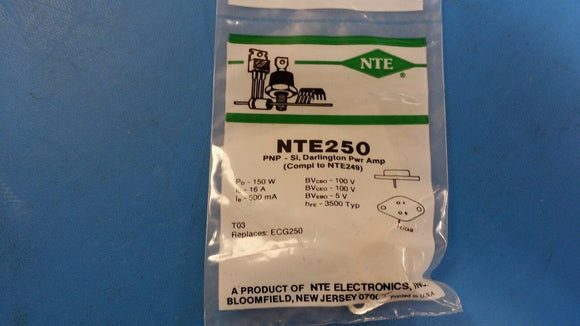 NTE
®
NTE250
PNP - Si, Darlington Pwr Amp
(Compl to NTE249)
PD - 150 W
IC - 16 A
IB - 500 mA
BVCBO - 100 V
BVCEO - 100 V
BVEBO - 5 V
hFE - 3500 Typ
T03
Replaces: ECG250
A PRODUCT OF NTE ELECTRONICS, INC.
BLOOMFIELD, NEW JERSEY 070
Printed in U.S.A.